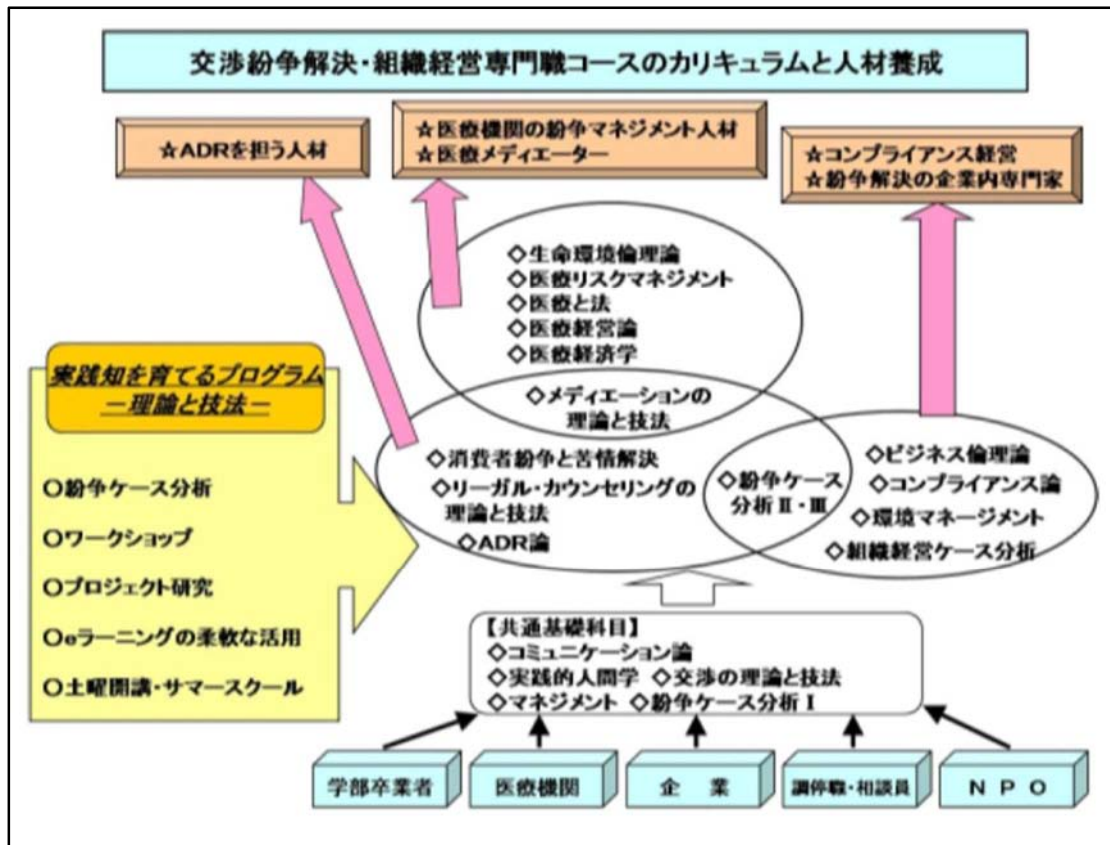 交渉紛争解決・組織経営専門職コースのカリキュラムと人材養成
☆ADRを担う人材
☆医療機関の紛争マネジメント人材
☆医療メディエーター
☆コンプライアンス経営
☆紛争解決の企業内専門家
◇生命環境倫理論
◇医療リスクマネジメント
◇医療と法
◇医療経営論
◇医療経済学
◇メディエーションの
理論と技法
実践知を育てるプログラム
－理論と技法－
〇紛争ケース分析
〇ワークショップ
〇プロジェクト研究
〇eラーニングの柔軟な活用
〇土曜開講・サマースクール
◇消費者紛争と苦情解決
◇リーガル・カウンセリングの
理論と技法
◇ADR論
◇紛争ケース
分析Ⅱ・Ⅲ
◇ビジネス倫理論
◇コンプライアンス論
◇環境マネージメント
◇組織経営ケース分析
【共通基礎科目】
◇コミュニケーション論
◇実践的人間学 ◇交渉の理論と技法
◇マネジメント ◇紛争ケース分析Ⅰ
学部卒業者
医療機関
企 業
調停職・相談員
N P O